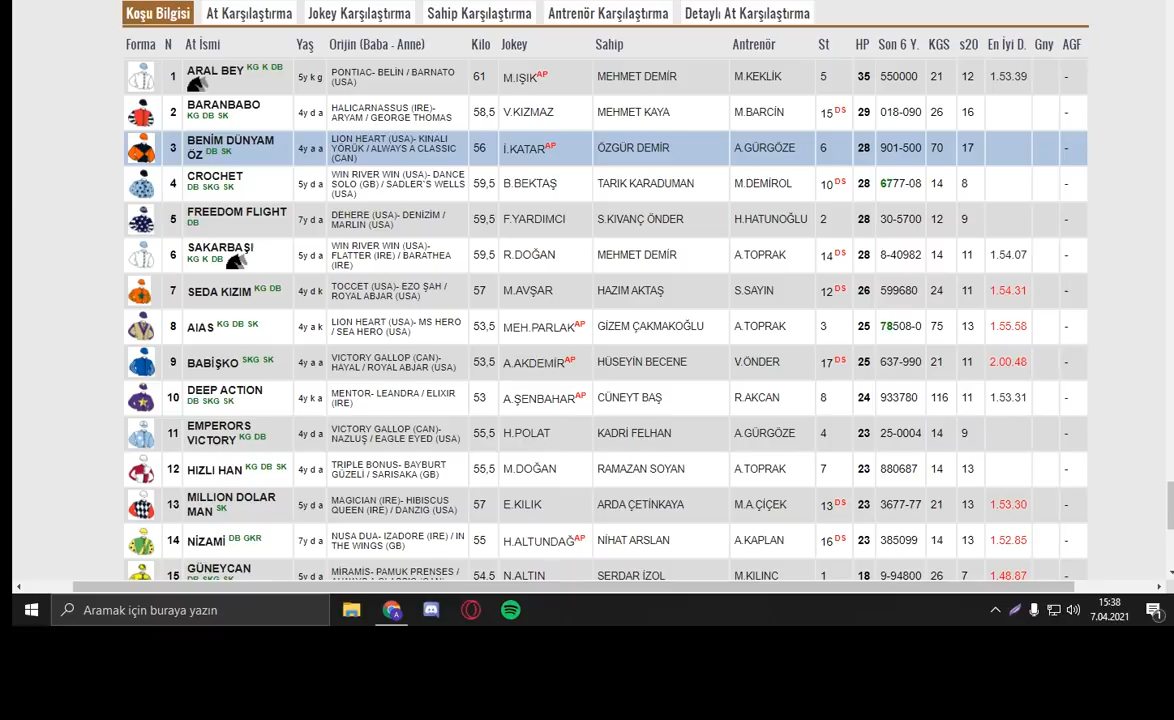 Koşu Bilgisi At Karşılaştırma Jokey Karşılaştırma Sahip Karşılaştırma Antrenör Karşılaştırma Detaylı At Karşılaştırma
Forma N At İsmi Yaş Orijin (Baba - Anne) Kilo Jokey Sahip Antrenör St HP Son 6 Y. KGS s20 En İyi D. Gny AGF
1 ARAL BEY KG K DB 5y k g PONTIAC- BELİN / BARNATO (USA) 61 M.IŞIK AP MEHMET DEMİR M.KEKLİK 5 35 550000 21 12 1.53.39 -
2 BARANBABO KG DB SK 4y d a HALICARNASSUS (IRE)- ARYAM / GEORGE THOMAS 58,5 V.KIZMAZ MEHMET KAYA M.BARCİN 15 DS 29 018-090 26 16 -
3 BENİM DÜNYAM ÖZ DB SK 4y a a LION HEART (USA)- KINALI YÖRÜK / ALWAYS A CLASSIC (CAN) 56 İ.KATAR AP ÖZGÜR DEMİR A.GÜRGÖZE 6 28 901-500 70 17 -
4 CROCHET DB SKG SK 5y d a WIN RIVER WIN (USA)- DANCE SOLO (GB) / SADLER'S WELLS (USA) 59,5 B.BEKTAŞ TARIK KARADUMAN M.DEMİROL 10 DS 28 6777-08 14 8 -
5 FREEDOM FLIGHT DB 7y d a DEHERE (USA)- DENİZİM / MARLIN (USA) 59,5 F.YARDIMCI S.KIVANÇ ÖNDER H.HATUNOĞLU 2 28 30-5700 12 9 -
6 SAKARBAŞI KG K DB 5y d a WIN RIVER WIN (USA)- FLATTER (IRE) / BARATHEA (IRE) 59,5 R.DOĞAN MEHMET DEMİR A.TOPRAK 14 DS 28 8-40982 14 11 1.54.07 -
7 SEDA KIZIM KG DB 4y d k TOCCET (USA)- EZO ŞAH / ROYAL ABJAR (USA) 57 M.AVŞAR HAZIM AKTAŞ S.SAYIN 12 DS 26 599680 24 11 1.54.31 -
8 AIAS KG DB SK 4y a k LION HEART (USA)- MS HERO / SEA HERO (USA) 53,5 MEH.PARLAK AP GİZEM ÇAKMAKOĞLU A.TOPRAK 3 25 78508-0 75 13 1.55.58 -
9 BABİŞKO SKG SK 4y a a VICTORY GALLOP (CAN)- HAYAL / ROYAL ABJAR (USA) 53,5 A.AKDEMİR AP HÜSEYİN BECENE V.ÖNDER 17 DS 25 637-990 21 11 2.00.48 -
10 DEEP ACTION DB SKG SK 4y k a MENTOR- LEANDRA / ELIXIR (IRE) 53 A.ŞENBAHAR AP CÜNEYT BAŞ R.AKCAN 8 24 933780 116 11 1.53.31 -
11 EMPERORS VICTORY KG DB 4y d a VICTORY GALLOP (CAN)- NAZLUŞ / EAGLE EYED (USA) 55,5 H.POLAT KADRİ FELHAN A.GÜRGÖZE 4 23 25-0004 14 9 -
12 HIZLI HAN KG DB SK 4y d a TRIPLE BONUS- BAYBURT GÜZELİ / SARISAKA (GB) 55,5 M.DOĞAN RAMAZAN SOYAN A.TOPRAK 7 23 880687 14 13 -
13 MILLION DOLAR MAN SK 5y d a MAGICIAN (IRE)- HIBISCUS QUEEN (IRE) / DANZIG (USA) 57 E.KILIK ARDA ÇETİNKAYA M.A.ÇİÇEK 13 DS 23 3677-77 21 13 1.53.30 -
14 NİZAMİ DB GKR 7y d a NUSA DUA- IZADORE (IRE) / IN THE WINGS (GB) 55 H.ALTUNDAĞ AP NİHAT ARSLAN A.KAPLAN 16 DS 23 385099 14 13 1.52.85 -
15 GÜNEYCAN DB SKG SK 5y d a MİRAMİS- PAMUK PRENSES / 54,5 N.ALTIN SERDAR İZOL M.KILINC 1 18 9-94800 26 7 1.48.87 -
Aramak için buraya yazın
15:38
7.04.2021
1